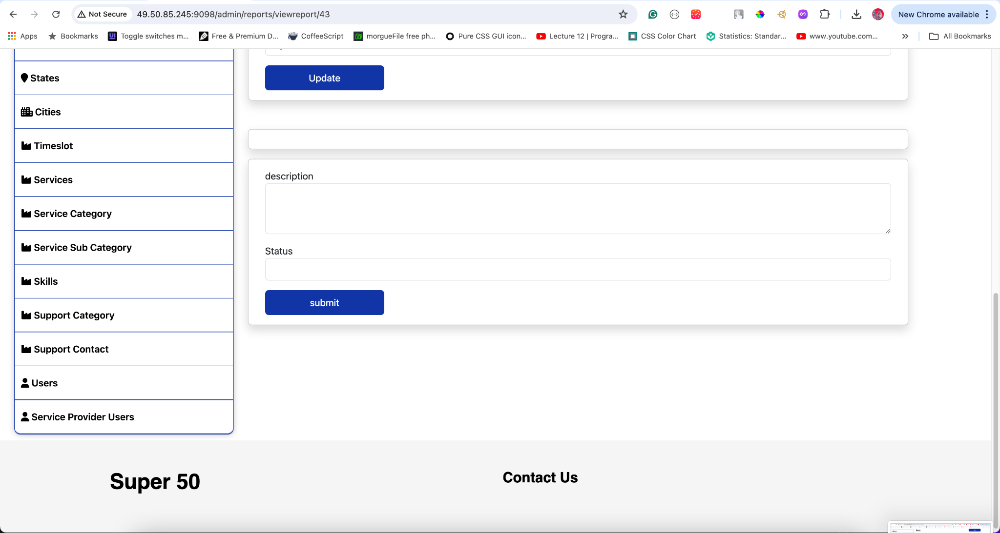 Not Secure 49.50.85.245:9098/admin/reports/viewreport/43 New Chrome available
Apps Bookmarks UI Toggle switches m... Free & Premium D... CoffeeScript morgueFile free ph... Pure CSS GUI icon... Lecture 12 | Progra... CSS Color Chart Statistics: Standar... www.youtube.com... All Bookmarks
States
Cities
Timeslot
Services
Service Category
Service Sub Category
Skills
Support Category
Support Contact
Users
Service Provider Users
Update
description
Status
submit
Super 50
Contact Us